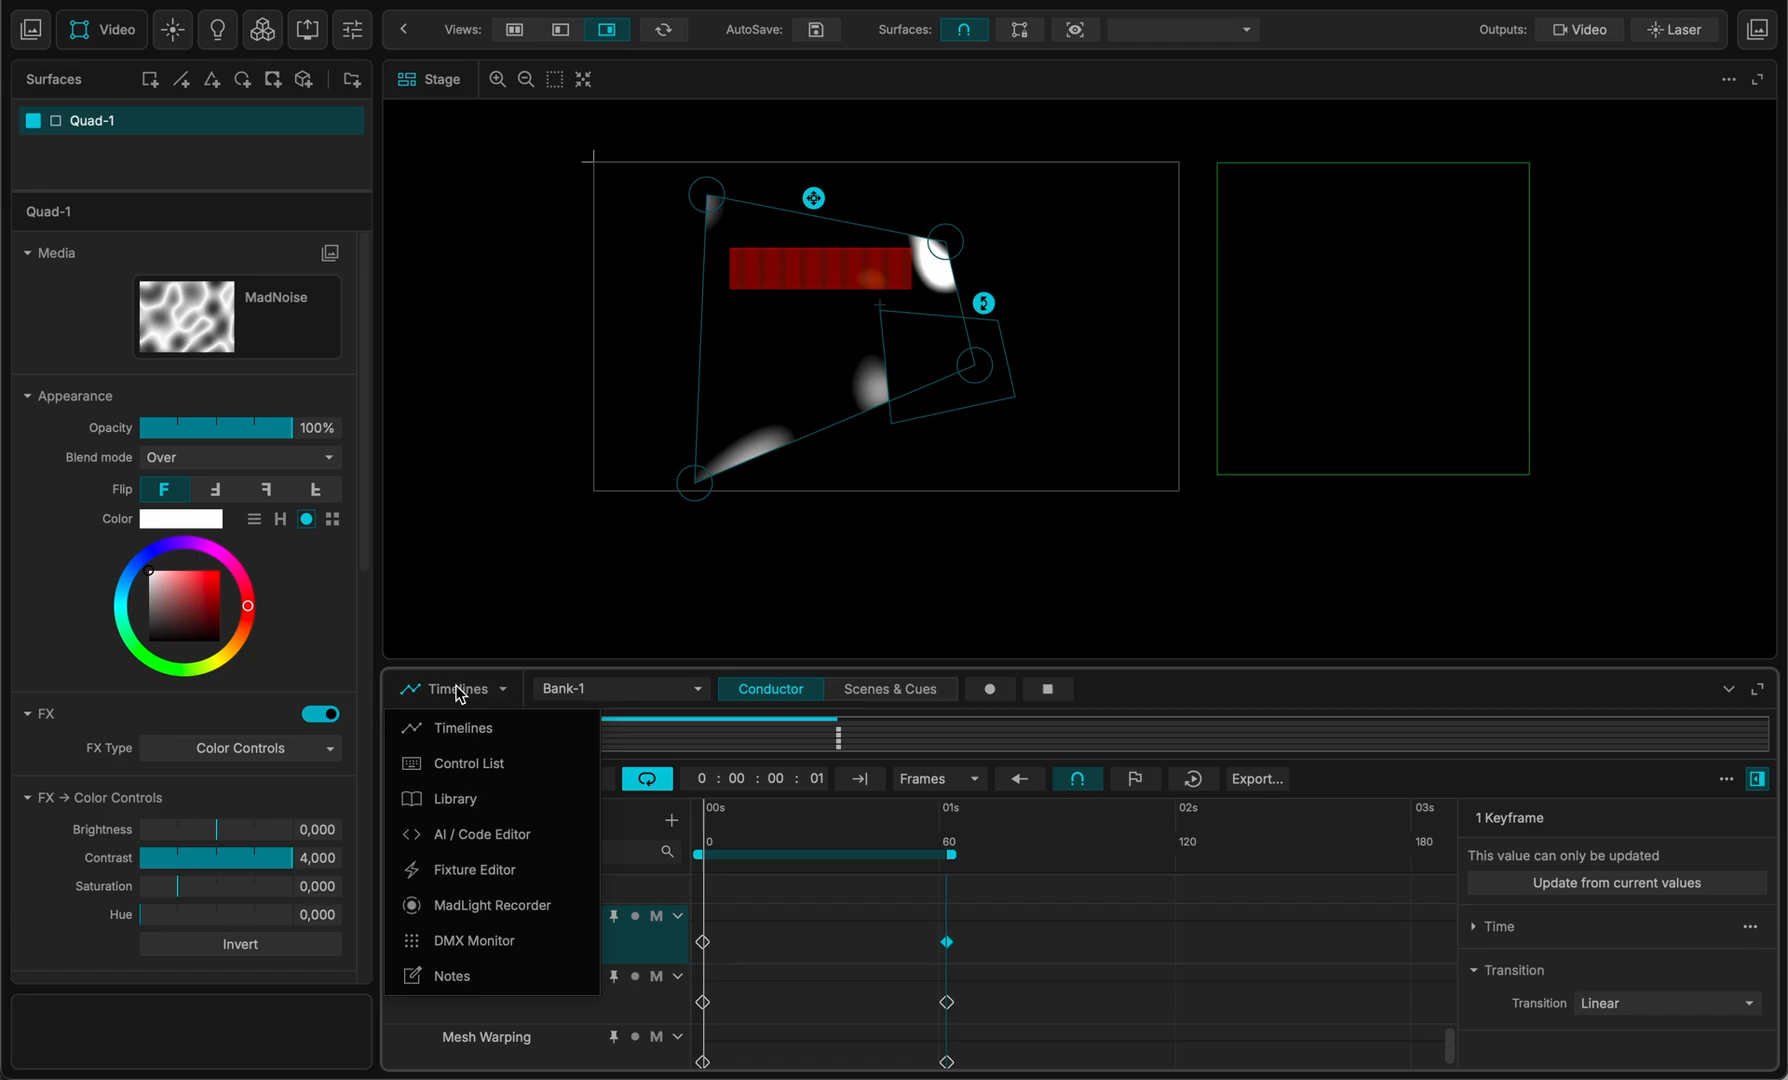 Video
Views:
AutoSave:
Surfaces:
Outputs:
Video
Laser
Surfaces
Stage
Quad-1
Quad-1
Media
MadNoise
Appearance
Opacity
100%
Blend mode
Over
Flip
Color
FX
FX Type
Color Controls
FX → Color Controls
Brightness
0,000
Contrast
4,000
Saturation
0,000
Hue
0,000
Invert
Timelines
Bank-1
Conductor
Scenes & Cues
Timelines
Control List
Library
AI / Code Editor
Fixture Editor
MadLight Recorder
DMX Monitor
Notes
0 : 00 : 00 : 01
Frames
Export...
00s
01s
02s
03s
0
60
120
180
M
M
Mesh Warping
M
1 Keyframe
This value can only be updated
Update from current values
Time
Transition
Transition
Linear